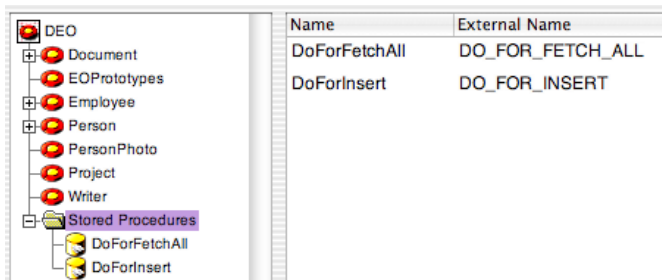 DEO
Document
EOPrototypes
Employee
Person
PersonPhoto
Project
Writer
Stored Procedures
DoForFetchAll
DoForInsert
Name External Name
DoForFetchAll DO_FOR_FETCH_ALL
DoForInsert DO_FOR_INSERT